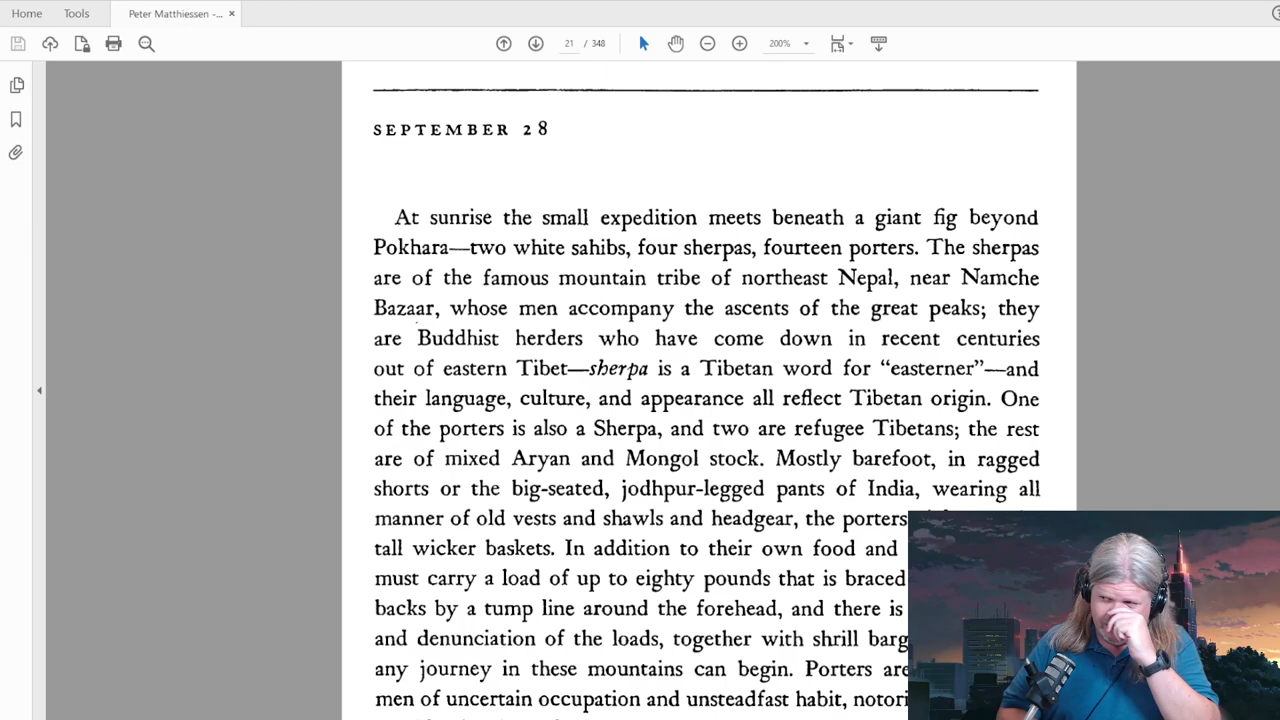 Home Tools Peter Matthiessen -... ×
21 / 348 200%
SEPTEMBER 28
At sunrise the small expedition meets beneath a giant fig beyond
Pokhara—two white sahibs, four sherpas, fourteen porters. The sherpas
are of the famous mountain tribe of northeast Nepal, near Namche
Bazaar, whose men accompany the ascents of the great peaks; they
are Buddhist herders who have come down in recent centuries
out of eastern Tibet—sherpa is a Tibetan word for “easterner”—and
their language, culture, and appearance all reflect Tibetan origin. One
of the porters is also a Sherpa, and two are refugee Tibetans; the rest
are of mixed Aryan and Mongol stock. Mostly barefoot, in ragged
shorts or the big-seated, jodhpur-legged pants of India, wearing all
manner of old vests and shawls and headgear, the porters
tall wicker baskets. In addition to their own food and
must carry a load of up to eighty pounds that is braced
backs by a tump line around the forehead, and there is
and denunciation of the loads, together with shrill barg
any journey in these mountains can begin. Porters are
men of uncertain occupation and unsteadfast habit, notori